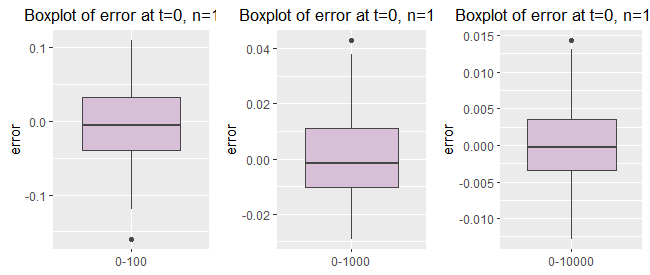 Boxplot of error at t=0, n=1
error
0.1
0.0
-0.1
0-100
Boxplot of error at t=0, n=1
error
0.04
0.02
0.00
-0.02
0-1000
Boxplot of error at t=0, n=1
error
0.015
0.010
0.005
0.000
-0.005
-0.010
0-10000